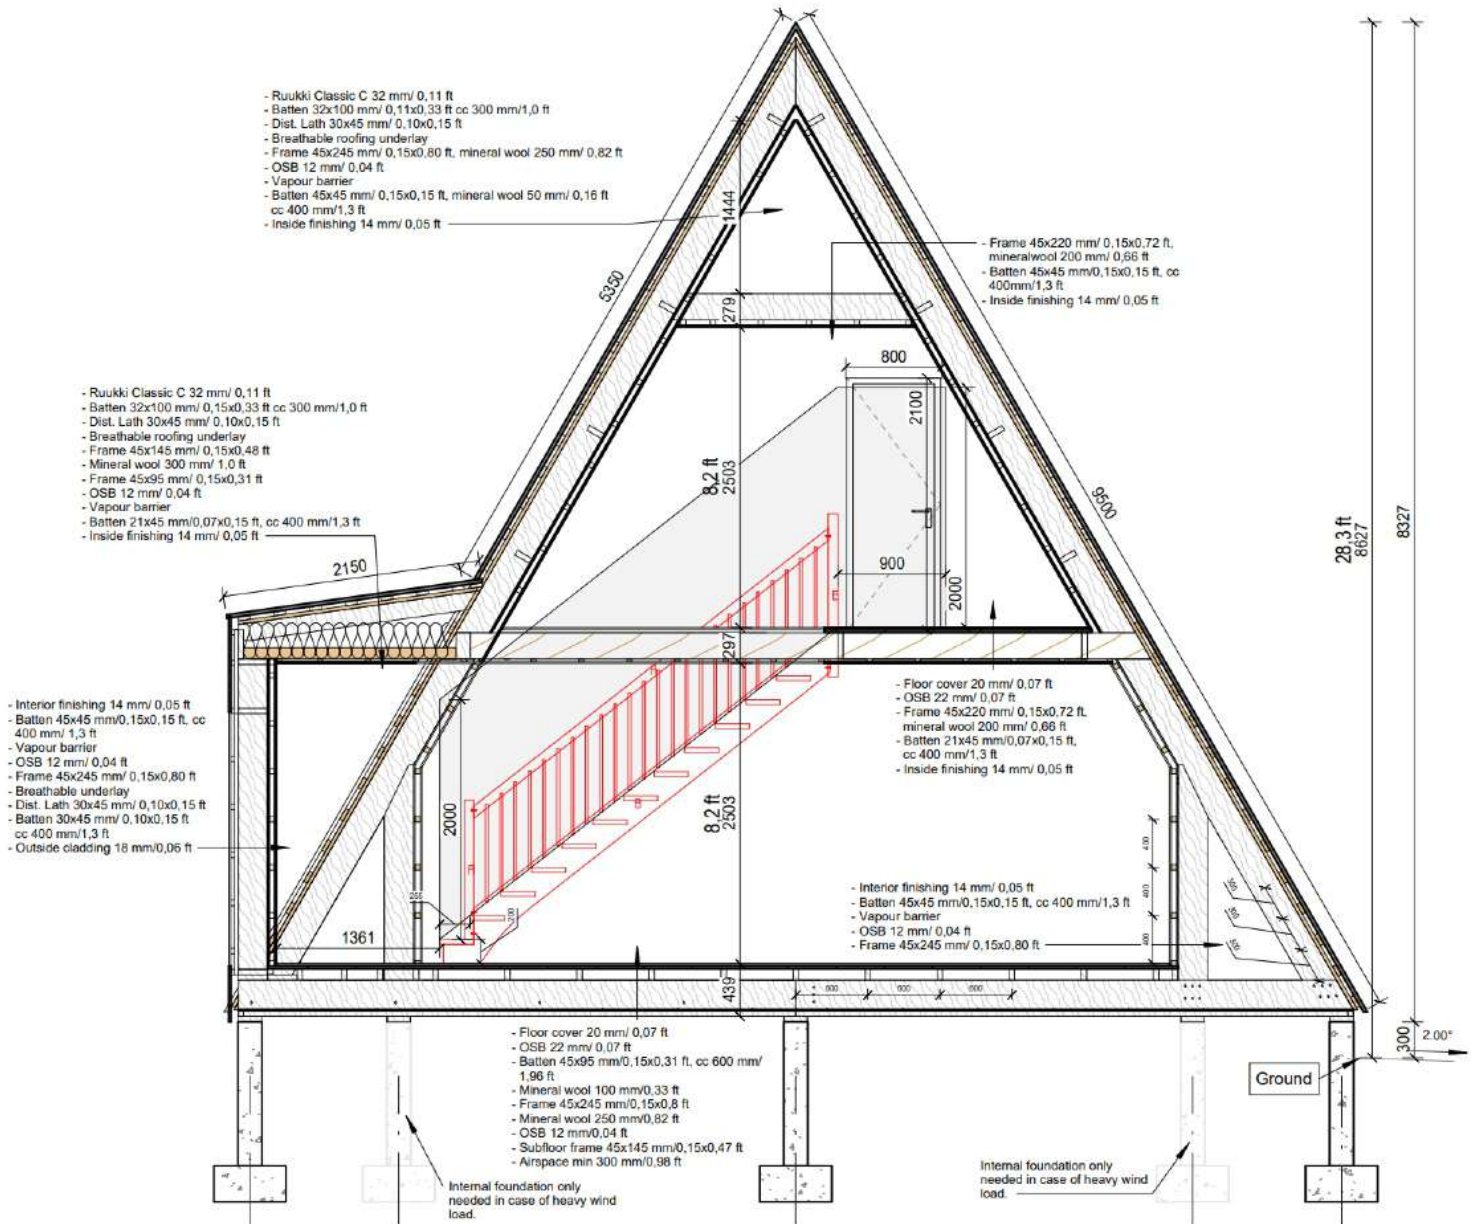 - Ruukki Classic C 32 mm/ 0,11 ft
- Batten 32x100 mm/ 0,11x0,33 ft cc 300 mm/1,0 ft
- Dist. Lath 30x45 mm/ 0,10x0,15 ft
- Breathable roofing underlay
- Frame 45x245 mm/ 0,15x0,80 ft, mineral wool 250 mm/ 0,82 ft
- OSB 12 mm/ 0,04 ft
- Vapour barrier
- Batten 45x45 mm/ 0,15x0,15 ft, mineral wool 50 mm/ 0,16 ft
cc 400 mm/1,3 ft
- Inside finishing 14 mm/ 0,05 ft
1444
- Frame 45x220 mm/ 0,15x0,72 ft,
mineralwool 200 mm/ 0,66 ft
- Batten 45x45 mm/0,15x0,15 ft, cc
400mm/1,3 ft
- Inside finishing 14 mm/ 0,05 ft
5350
279
800
2100
- Ruukki Classic C 32 mm/ 0,11 ft
- Batten 32x100 mm/ 0,15x0,33 ft cc 300 mm/1,0 ft
- Dist. Lath 30x45 mm/ 0,10x0,15 ft
- Breathable roofing underlay
- Frame 45x145 mm/ 0,15x0,48 ft
- Mineral wool 300 mm/ 1,0 ft
- Frame 45x95 mm/ 0,15x0,31 ft
- OSB 12 mm/ 0,04 ft
- Vapour barrier
- Batten 21x45 mm/0,07x0,15 ft, cc 400 mm/1,3 ft
- Inside finishing 14 mm/ 0,05 ft
8,2 ft
2503
9500
28,3 ft
8627
8327
2150
900
2000
297
- Interior finishing 14 mm/ 0,05 ft
- Batten 45x45 mm/0,15x0,15 ft, cc
400 mm/ 1,3 ft
- Vapour barrier
- OSB 12 mm/ 0,04 ft
- Frame 45x245 mm/ 0,15x0,80 ft
- Breathable underlay
- Dist. Lath 30x45 mm/ 0,10x0,15 ft
- Batten 30x45 mm/ 0,10x0,15 ft
cc 400 mm/1,3 ft
- Outside cladding 18 mm/0,06 ft
- Floor cover 20 mm/ 0,07 ft
- OSB 22 mm/ 0,07 ft
- Frame 45x220 mm/ 0,15x0,72 ft,
mineral wool 200 mm/ 0,66 ft
- Batten 21x45 mm/0,07x0,15 ft,
cc 400 mm/1,3 ft
- Inside finishing 14 mm/ 0,05 ft
2000
8,2 ft
2503
400
400
400
- Interior finishing 14 mm/ 0,05 ft
- Batten 45x45 mm/0,15x0,15 ft, cc 400 mm/1,3 ft
- Vapour barrier
- OSB 12 mm/ 0,04 ft
- Frame 45x245 mm/ 0,15x0,80 ft
200
1361
439
600
600
600
- Floor cover 20 mm/ 0,07 ft
- OSB 22 mm/ 0,07 ft
- Batten 45x95 mm/0,15x0,31 ft, cc 600 mm/
1,96 ft
- Mineral wool 100 mm/0,33 ft
- Frame 45x245 mm/0,15x0,8 ft
- Mineral wool 250 mm/0,82 ft
- OSB 12 mm/0,04 ft
- Subfloor frame 45x145 mm/0,15x0,47 ft
- Airspace min 300 mm/0,98 ft
300
2.00°
Ground
Internal foundation only
needed in case of heavy wind
load.
Internal foundation only
needed in case of heavy wind
load.